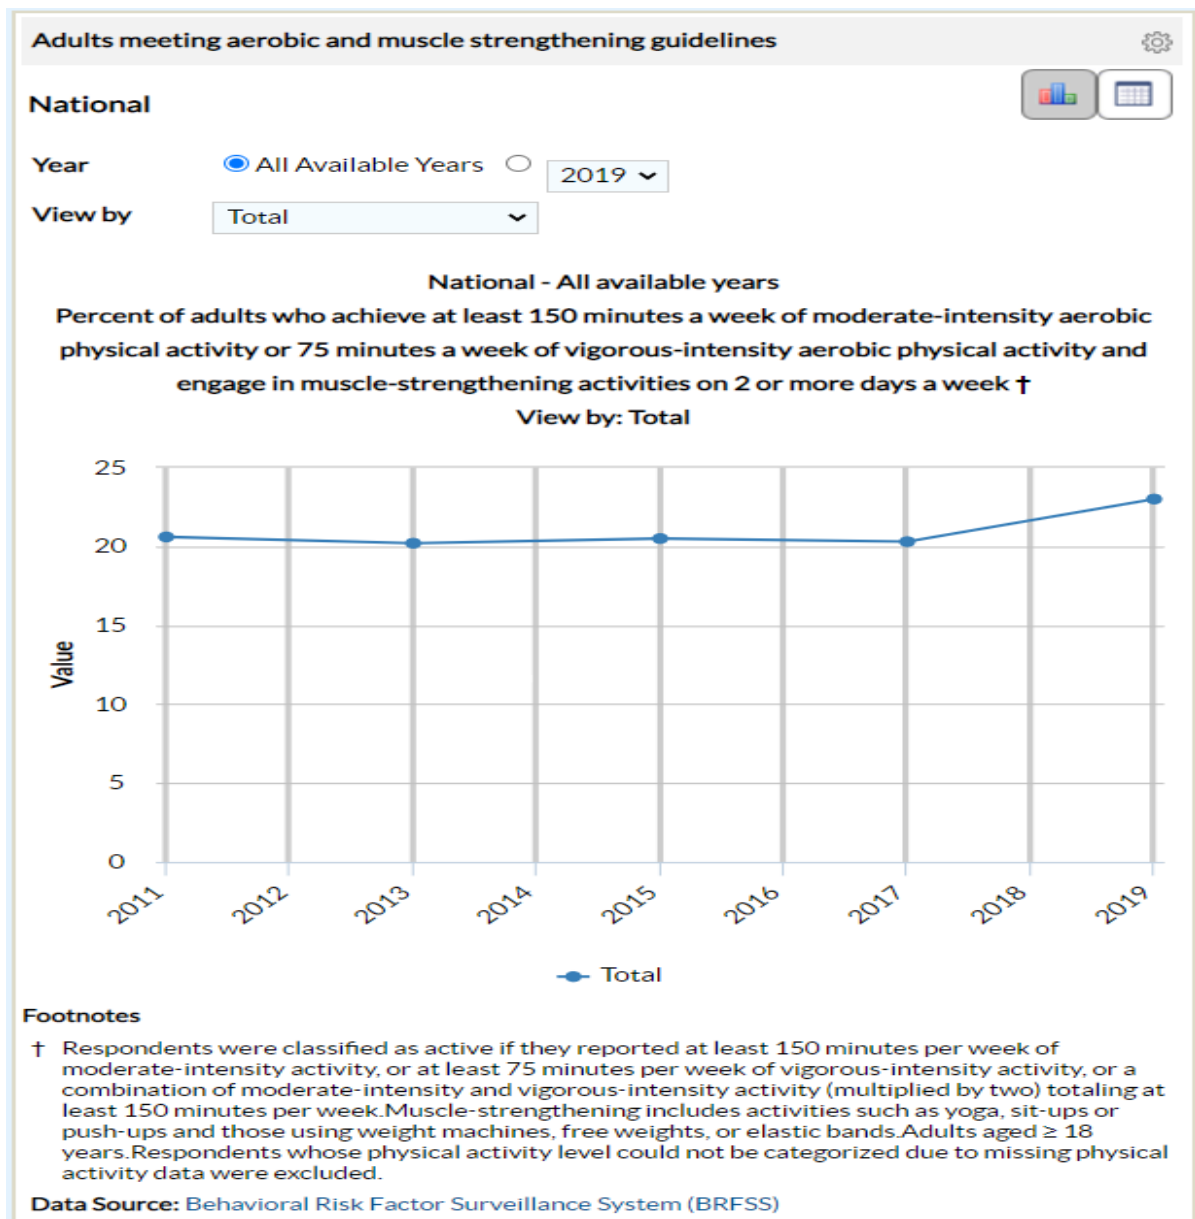 Adults meeting aerobic and muscle strengthening guidelines
National
Year All Available Years 2019
View by Total
National - All available years
Percent of adults who achieve at least 150 minutes a week of moderate-intensity aerobic
physical activity or 75 minutes a week of vigorous-intensity aerobic physical activity and
engage in muscle-strengthening activities on 2 or more days a week †
View by: Total
25
20
15
10
5
0
Value
2011 2012 2013 2014 2015 2016 2017 2018 2019
Total
Footnotes
† Respondents were classified as active if they reported at least 150 minutes per week of
moderate-intensity activity, or at least 75 minutes per week of vigorous-intensity activity, or a
combination of moderate-intensity and vigorous-intensity activity (multiplied by two) totaling at
least 150 minutes per week.Muscle-strengthening includes activities such as yoga, sit-ups or
push-ups and those using weight machines, free weights, or elastic bands.Adults aged ≥ 18
years.Respondents whose physical activity level could not be categorized due to missing physical
activity data were excluded.
Data Source: Behavioral Risk Factor Surveillance System (BRFSS)